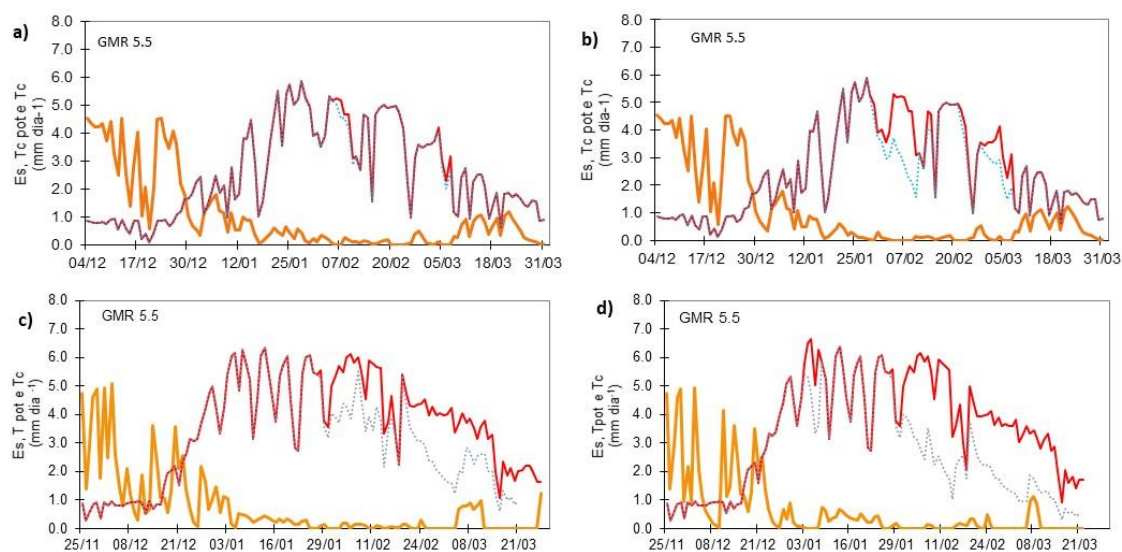 a)
GMR 5.5
Es, Tc pot e Tc
(mm dia-1)
8.0
7.0
6.0
5.0
4.0
3.0
2.0
1.0
0.0
04/12 17/12 30/12 12/01 25/01 07/02 20/02 05/03 18/03 31/03
b)
GMR 5.5
Es, Tc pot e Tc
(mm dia-1)
8.0
7.0
6.0
5.0
4.0
3.0
2.0
1.0
0.0
04/12 17/12 30/12 12/01 25/01 07/02 20/02 05/03 18/03 31/03
c)
GMR 5.5
Es, T pot e Tc
(mm dia -1)
8.0
7.0
6.0
5.0
4.0
3.0
2.0
1.0
0.0
25/11 08/12 21/12 03/01 16/01 29/01 11/02 24/02 08/03 21/03
d)
GMR 5.5
Es, Tpot e Tc
(mm dia-1)
8.0
7.0
6.0
5.0
4.0
3.0
2.0
1.0
0.0
25/11 08/12 21/12 03/01 16/01 29/01 11/02 24/02 08/03 21/03